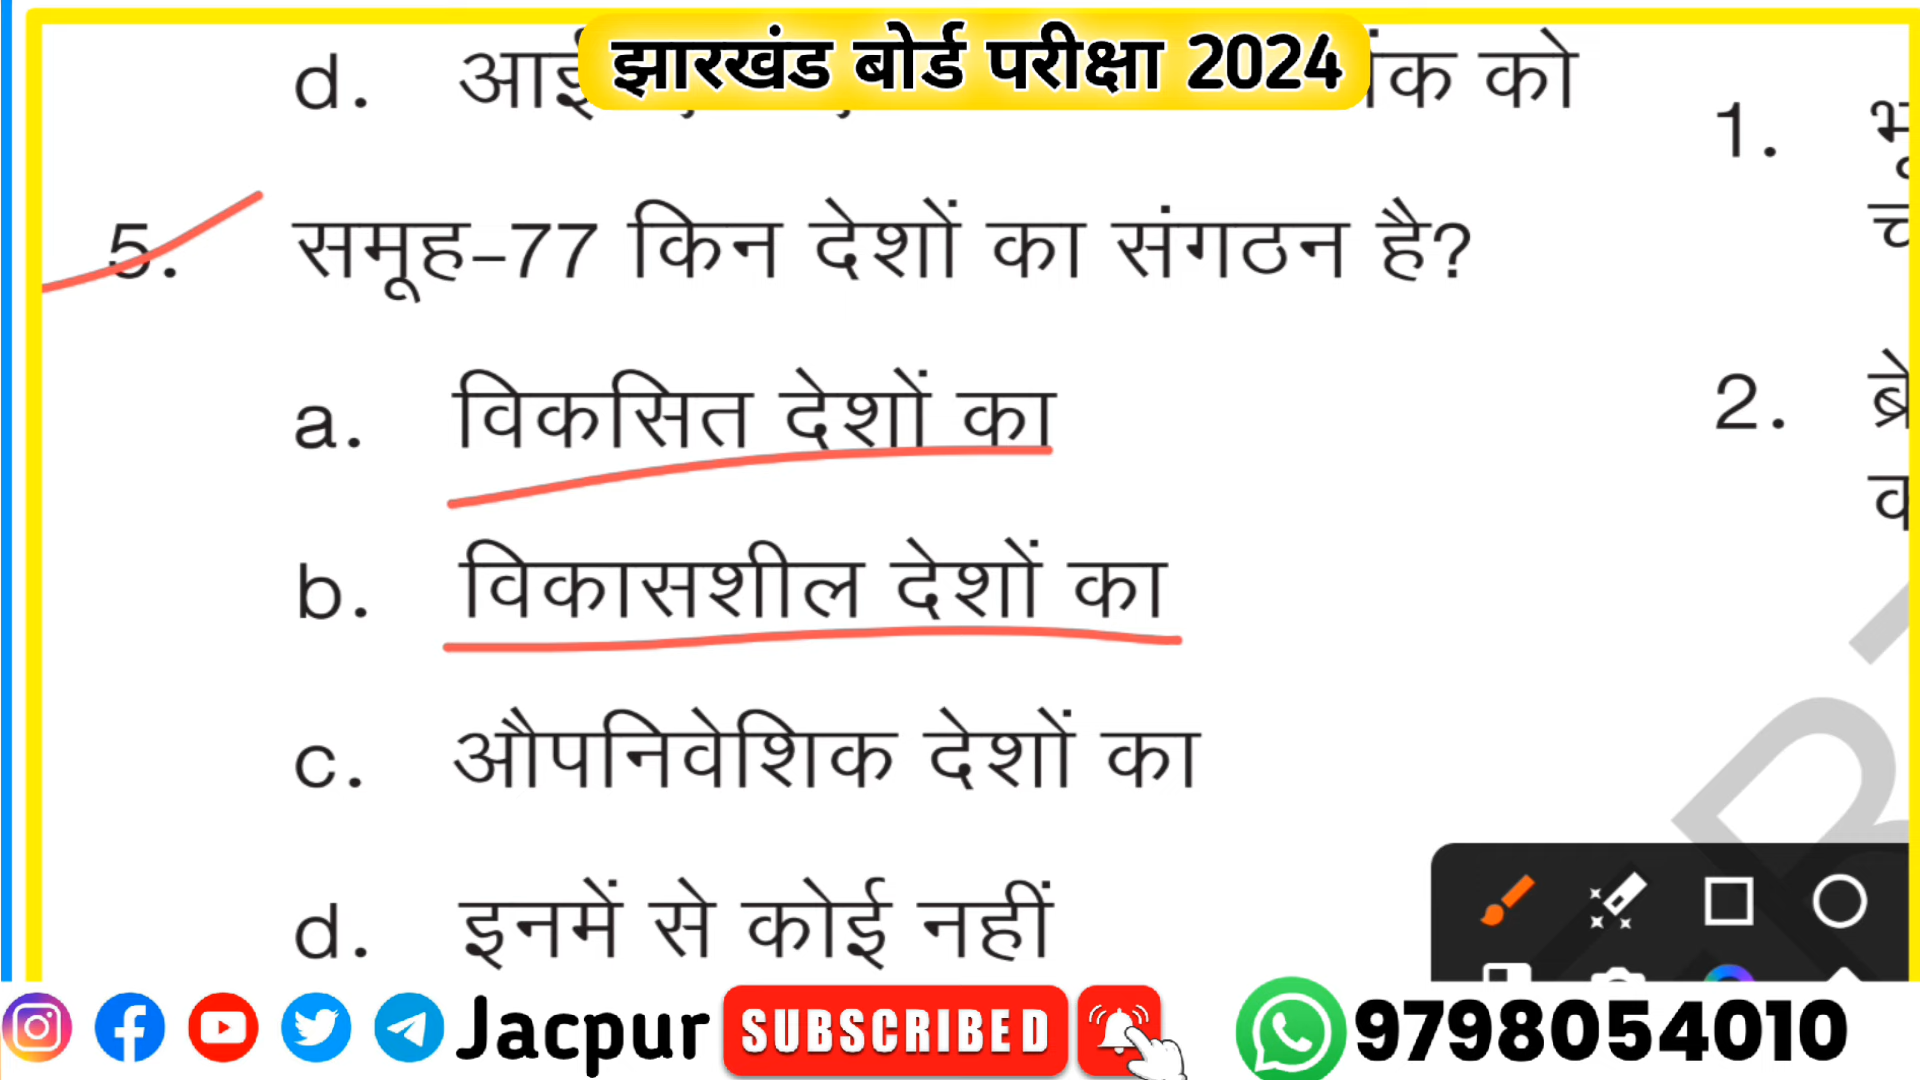 झारखंड बोर्ड परीक्षा 2024
d. को
5. समूह-77 किन देशों का संगठन है?
a. विकसित देशों का
b. विकासशील देशों का
c. औपनिवेशिक देशों का
d. इनमें से कोई नहीं
1.
2.
Jacpur SUBSCRIBED 9798054010